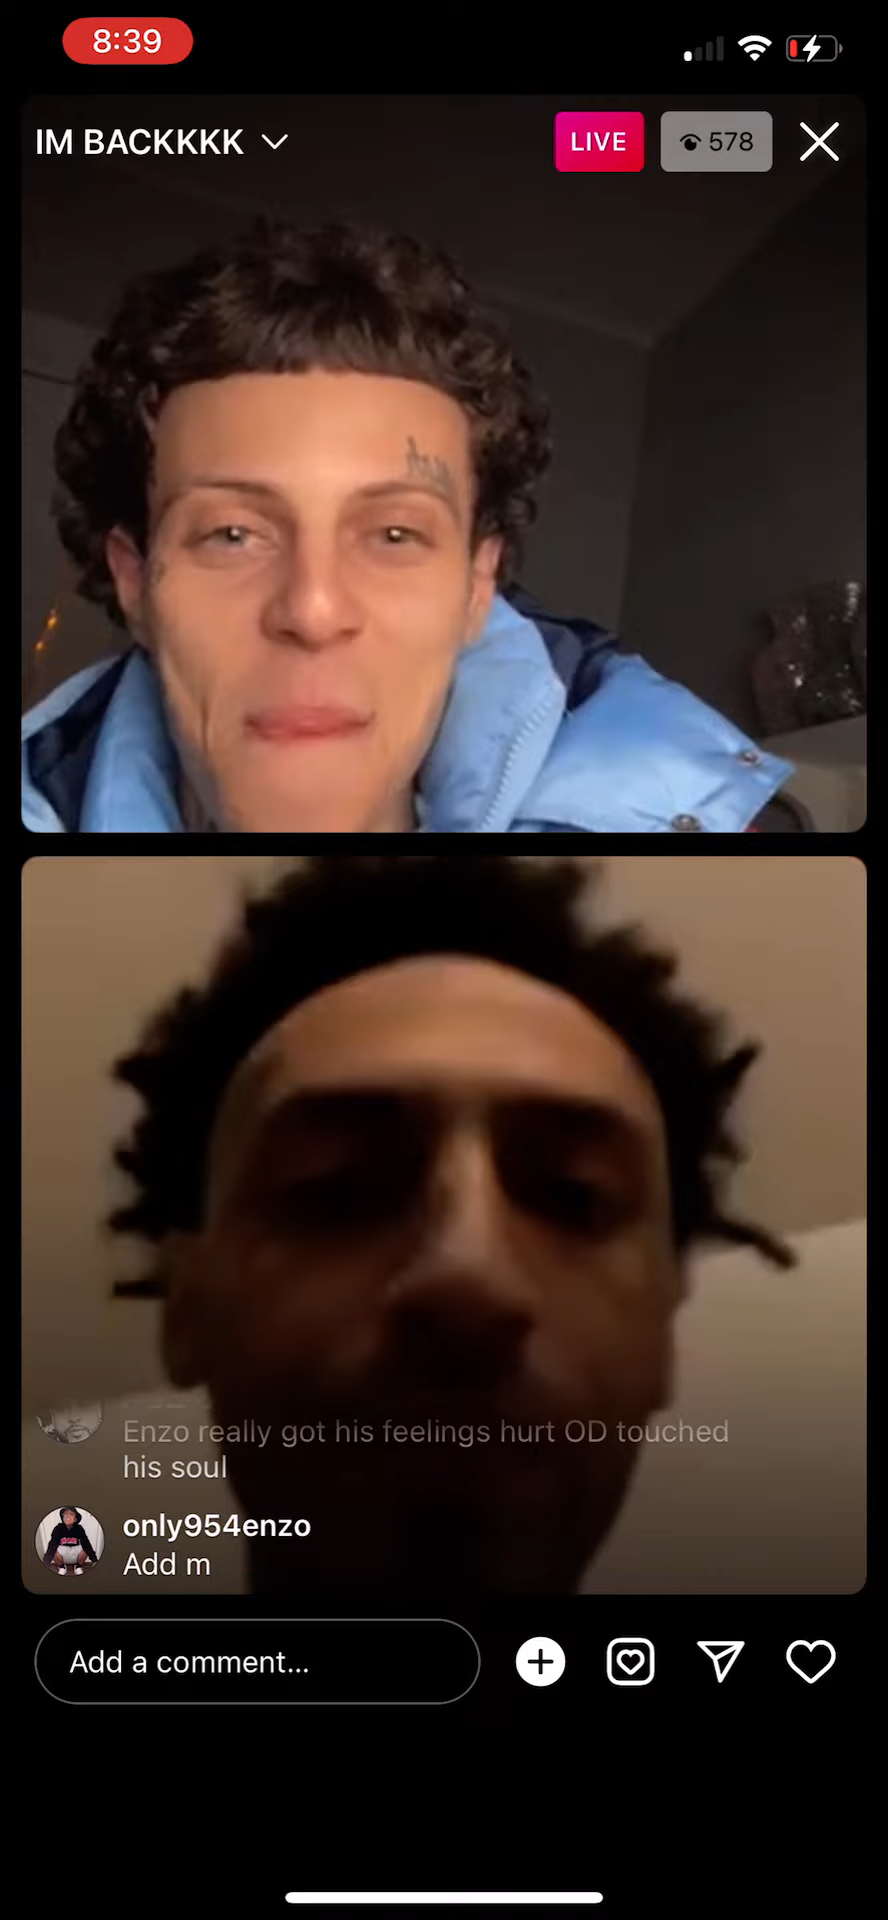 8:39
IM BACKKKK
LIVE
578
Enzo really got his feelings hurt OD touched
his soul
only954enzo
Add m
Add a comment...